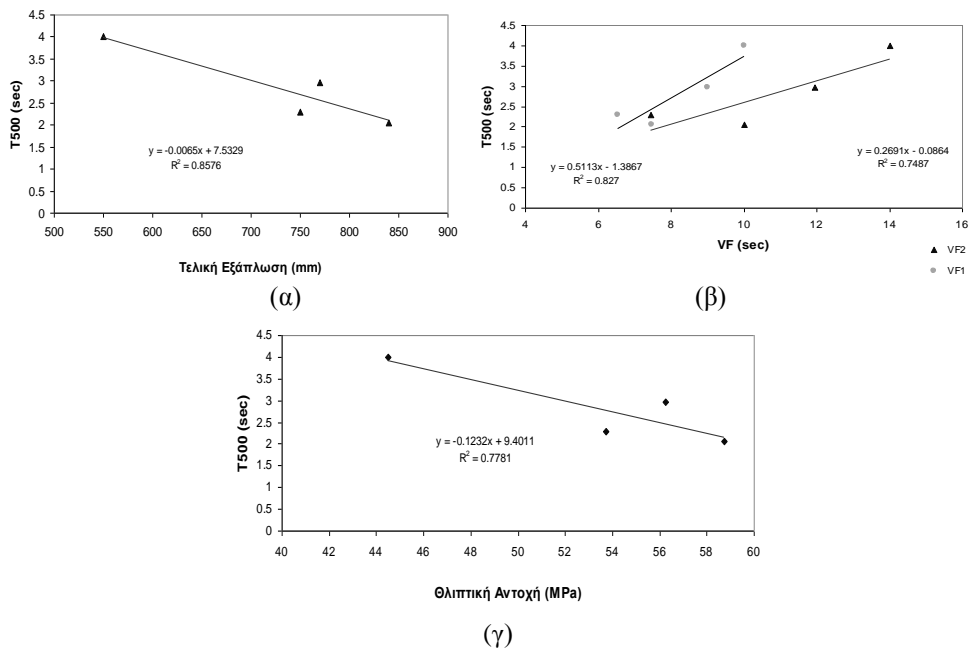 4.5
4
3.5
3
2.5
2
1.5
1
0.5
0
T500 (sec)
y = -0.0065x + 7.5329
R² = 0.8576
500 550 600 650 700 750 800 850 900
Τελική Εξάπλωση (mm)
(α)
4.5
4
3.5
3
2.5
2
1.5
1
0.5
0
T500 (sec)
y = 0.5113x - 1.3867
R² = 0.827
y = 0.2691x - 0.0864
R² = 0.7487
4 6 8 10 12 14 16
VF (sec)
VF2
VF1
(β)
4.5
4
3.5
3
2.5
2
1.5
1
0.5
0
T500 (sec)
y = -0.1232x + 9.4011
R² = 0.7781
40 42 44 46 48 50 52 54 56 58 60
Θλιπτική Αντοχή (MPa)
(γ)